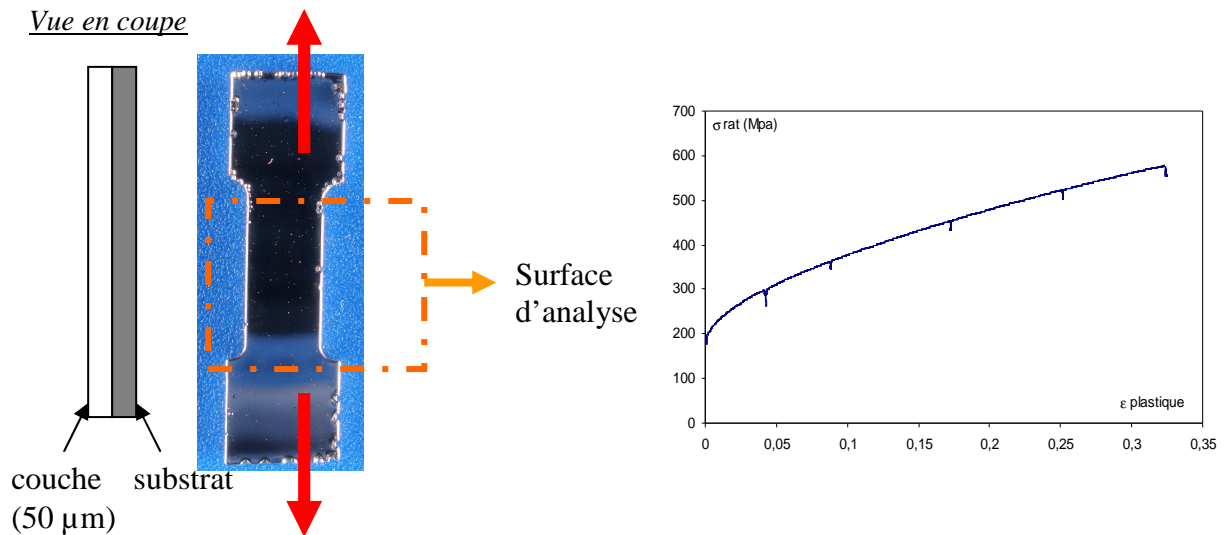 Vue en coupe
couche substrat
(50 µm)
Surface
d'analyse
σ rat (Mpa)
700
600
500
400
300
200
100
0
0 0,05 0,1 0,15 0,2 0,25 0,3 0,35
ε plastique